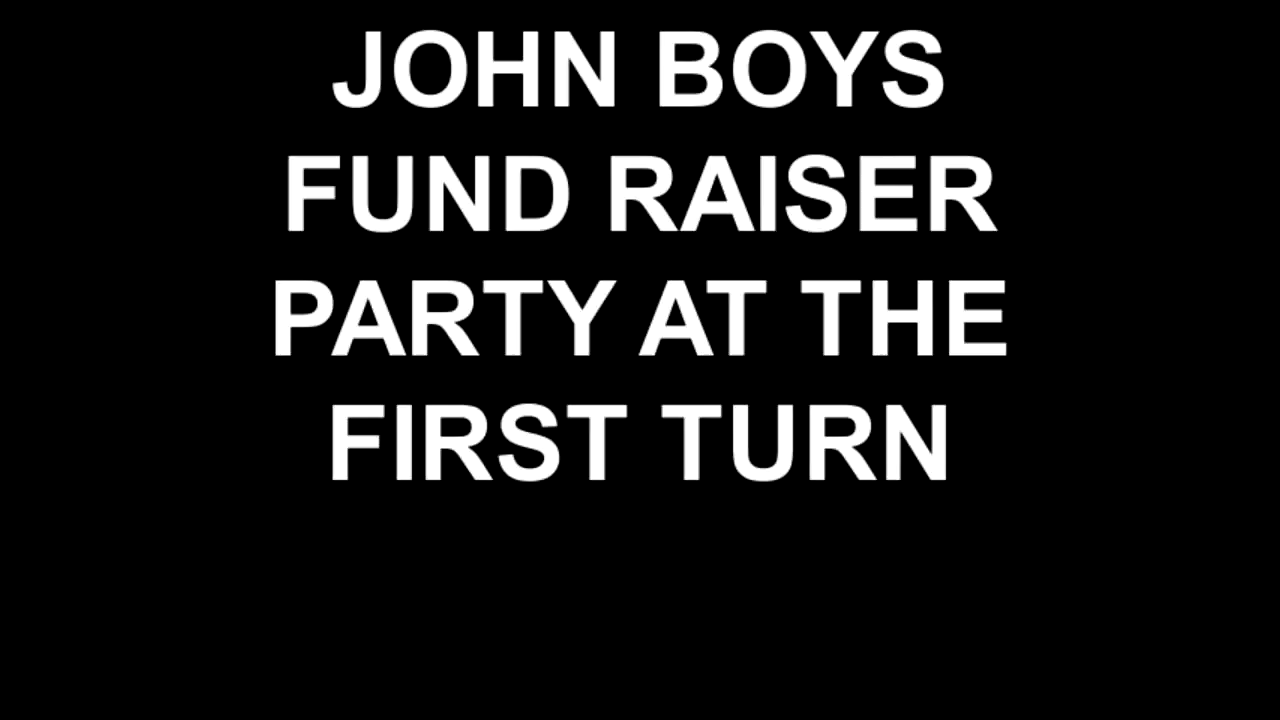 JOHN BOYS
FUND RAISER
PARTY AT THE
FIRST TURN